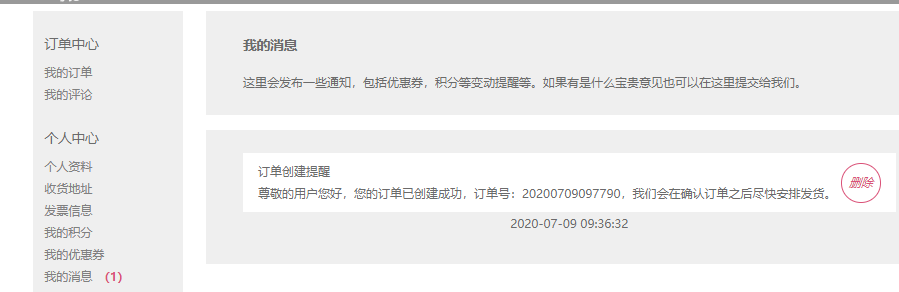 订单中心
我的订单
我的评论
个人中心
个人资料
收货地址
发票信息
我的积分
我的优惠券
我的消息 （1）
我的消息
这里会发布一些通知，包括优惠券，积分等变动提醒等。如果有是什么宝贵意见也可以在这里提交给我们。
订单创建提醒
尊敬的用户您好，您的订单已创建成功，订单号：20200709097790，我们会在确认订单之后尽快安排发货。
删除
2020-07-09 09:36:32